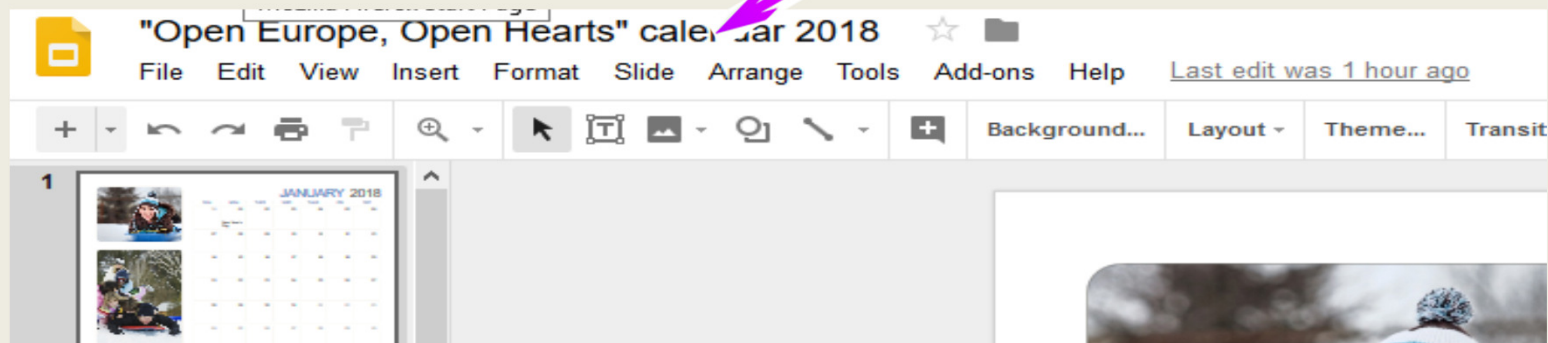 "Open Europe, Open Hearts" calendar 2018
File Edit View Insert Format Slide Arrange Tools Add-ons Help Last edit was 1 hour ago
Background... Layout Theme... Transit
1
JANUARY 2018